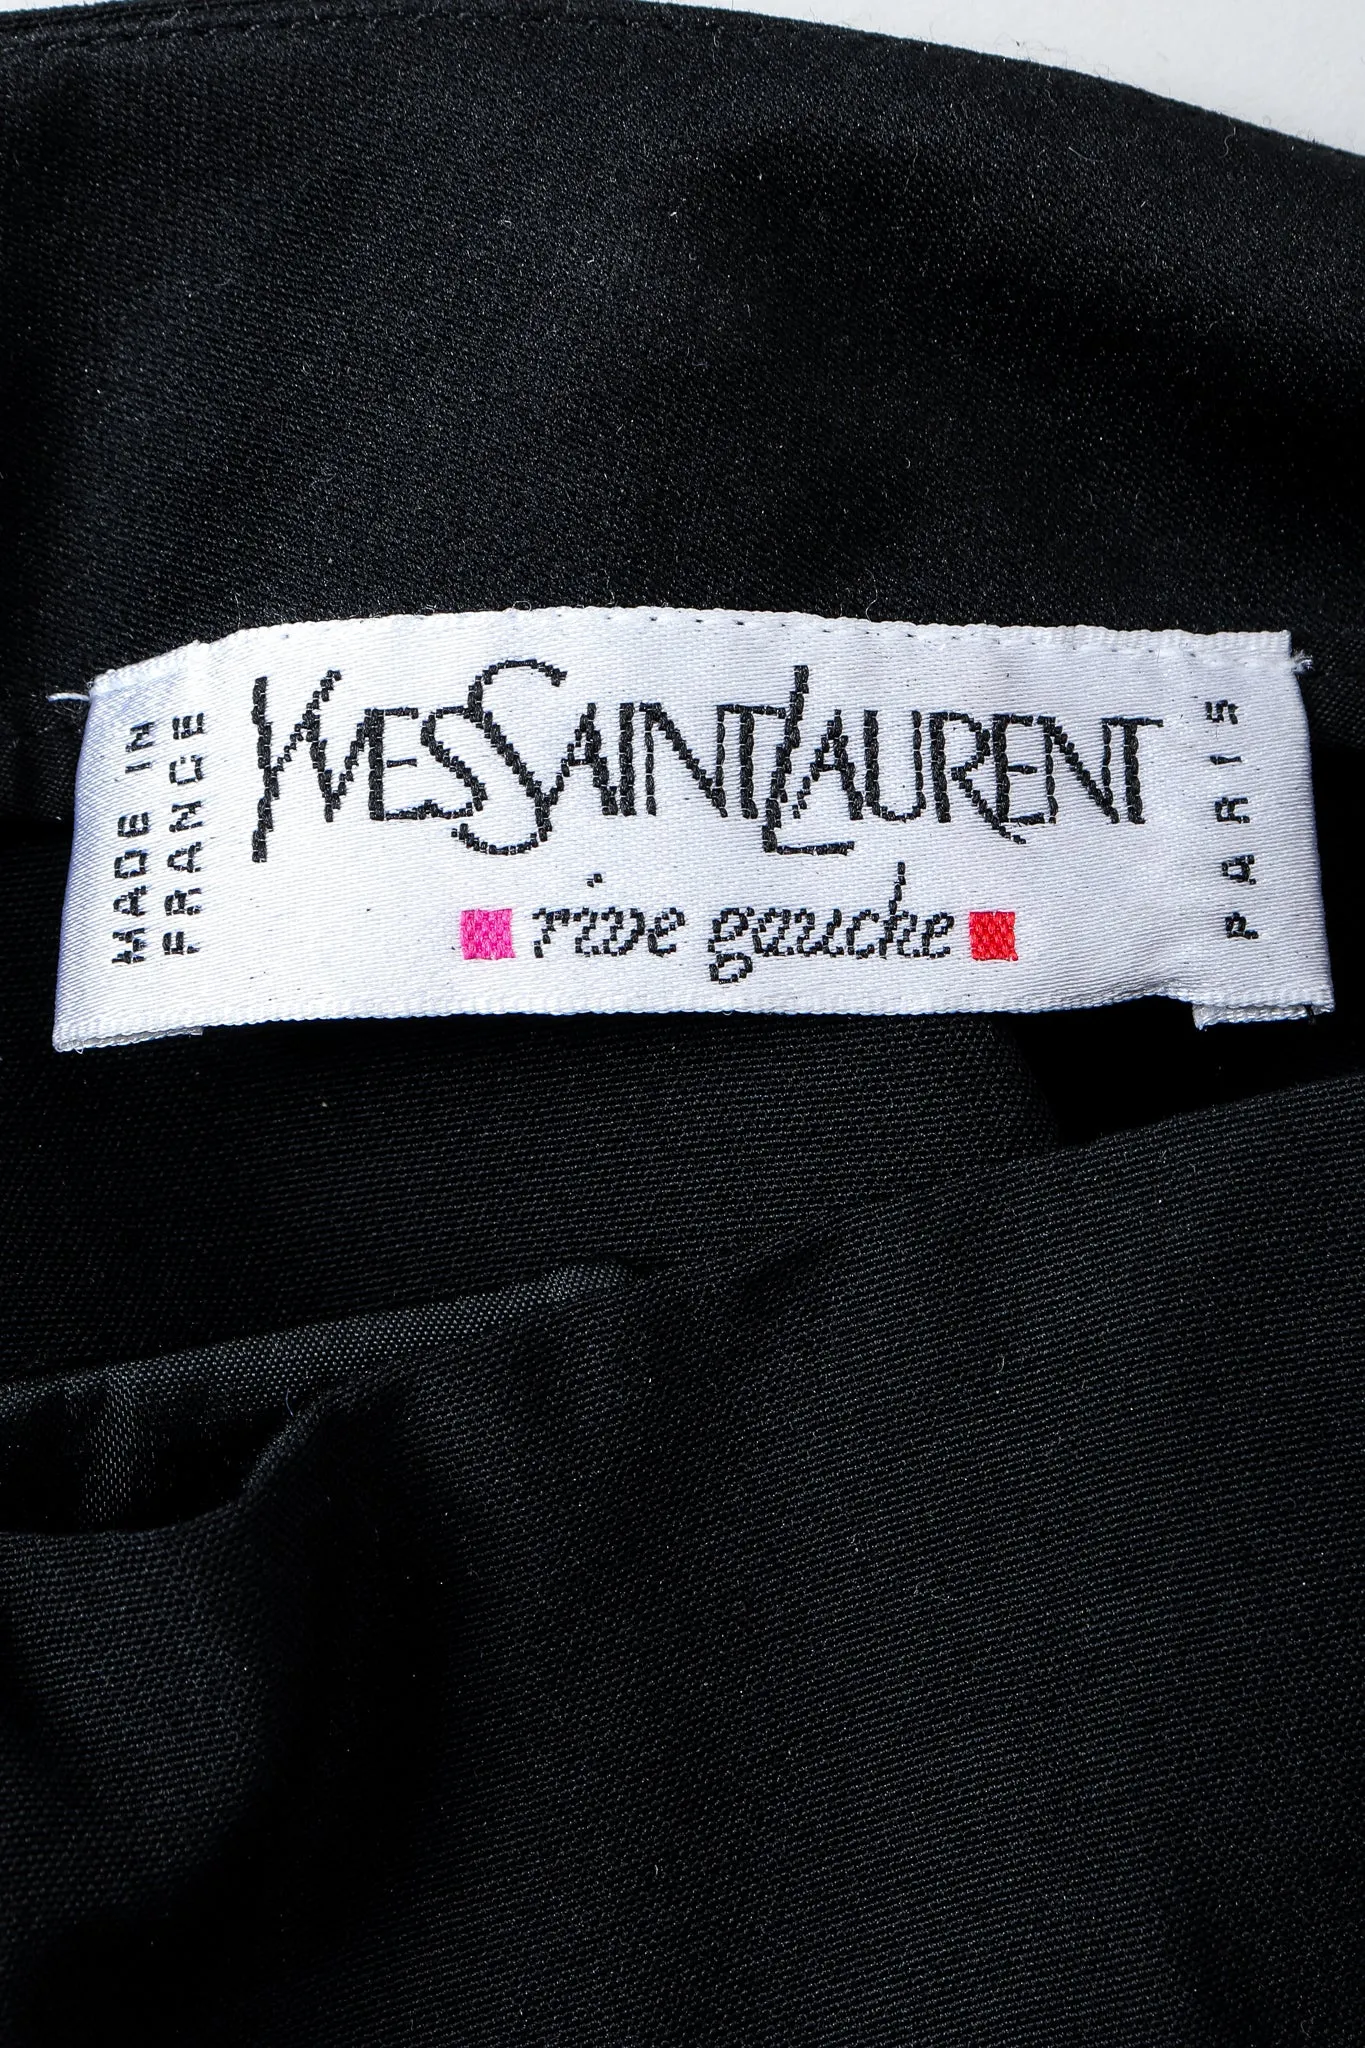 MADE IN
FRANCE
YVESSAINTLAURENT
rive gauche
PARIS